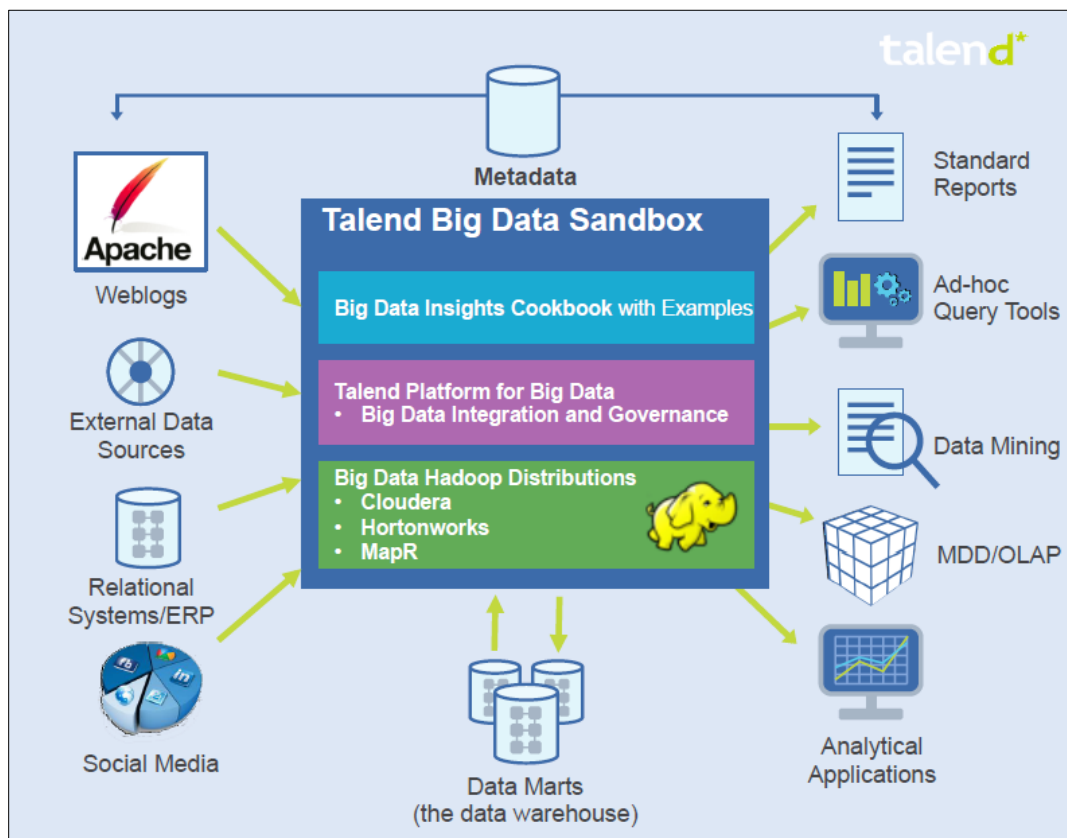 talend*
Metadata
APACHE
Weblogs
External Data
Sources
Relational
Systems/ERP
fb
in
Social Media
Talend Big Data Sandbox
Big Data Insights Cookbook with Examples
Talend Platform for Big Data
• Big Data Integration and Governance
Big Data Hadoop Distributions
• Cloudera
• Hortonworks
• MapR
Data Marts
(the data warehouse)
Standard
Reports
Ad-hoc
Query Tools
Data Mining
MDD/OLAP
Analytical
Applications